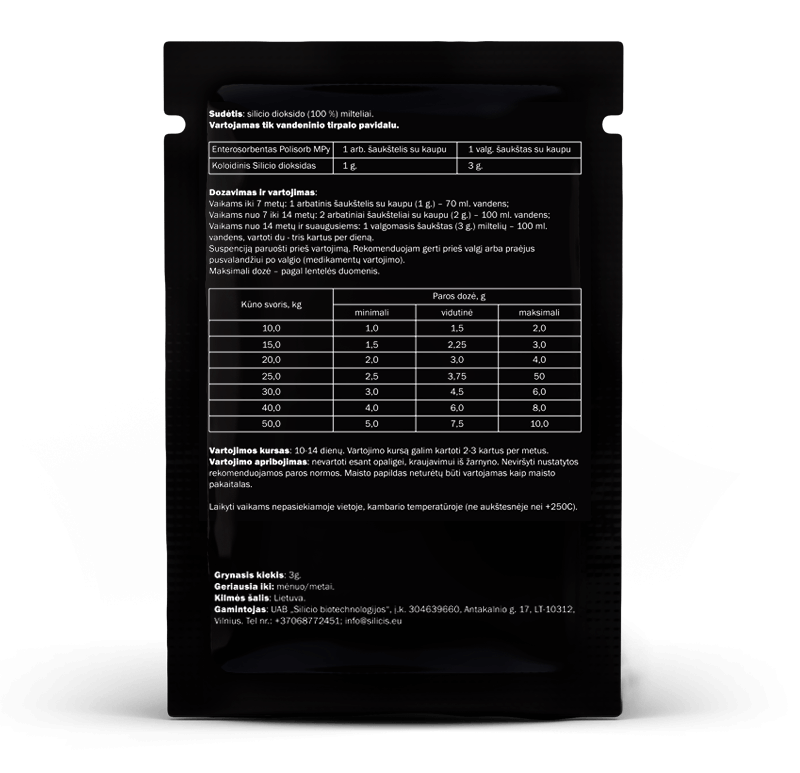 Sudėtis: silicio dioksido (100 %) milteliai.
Vartojamas tik vandeninio tirpalo pavidalu.
Enterosorbentas Polisorb MPy 1 arb. šaukštelis su kaupu 1 valg. šaukštas su kaupu
Koloidinis Silicio dioksidas 1 g. 3 g.
Dozavimas ir vartojimas:
Vaikams iki 7 metų: 1 arbatinis šaukštelis su kaupu (1 g.) – 70 ml. vandens;
Vaikams nuo 7 iki 14 metų: 2 arbatiniai šaukšteliai su kaupu (2 g.) – 100 ml. vandens;
Vaikams nuo 14 metų ir suaugusiems: 1 valgomasis šaukštas (3 g.) miltelių – 100 ml.
vandens, vartoti du - tris kartus per dieną.
Suspenciją paruošti prieš vartojimą. Rekomenduojam gerti prieš valgį arba praėjus
pusvalandžiui po valgio (medikamentų vartojimo).
Maksimali dozė – pagal lentelės duomenis.
Kūno svoris, kg Paros dozė, g
minimali vidutinė maksimali
10,0 1,0 1,5 2,0
15,0 1,5 2,25 3,0
20,0 2,0 3,0 4,0
25,0 2,5 3,75 50
30,0 3,0 4,5 6,0
40,0 4,0 6,0 8,0
50,0 5,0 7,5 10,0
Vartojimos kursas: 10-14 dienų. Vartojimo kursą galim kartoti 2-3 kartus per metus.
Vartojimo apribojimas: nevartoti esant opaligei, kraujavimui iš žarnyno. Neviršyti nustatytos
rekomenduojamos paros normos. Maisto papildas neturėtų būti vartojamas kaip maisto
pakaitalas.
Laikyti vaikams nepasiekiamoje vietoje, kambario temperatūroje (ne aukštesnėje nei +250C).
Grynasis kiekis: 3g.
Geriausia iki: mėnuo/metai.
Kilmės šalis: Lietuva.
Gamintojas: UAB „Silicio biotechnologijos“, į.k. 304639660, Antakalnio g. 17, LT-10312,
Vilnius. Tel nr.: +37068772451; info@silicis.eu